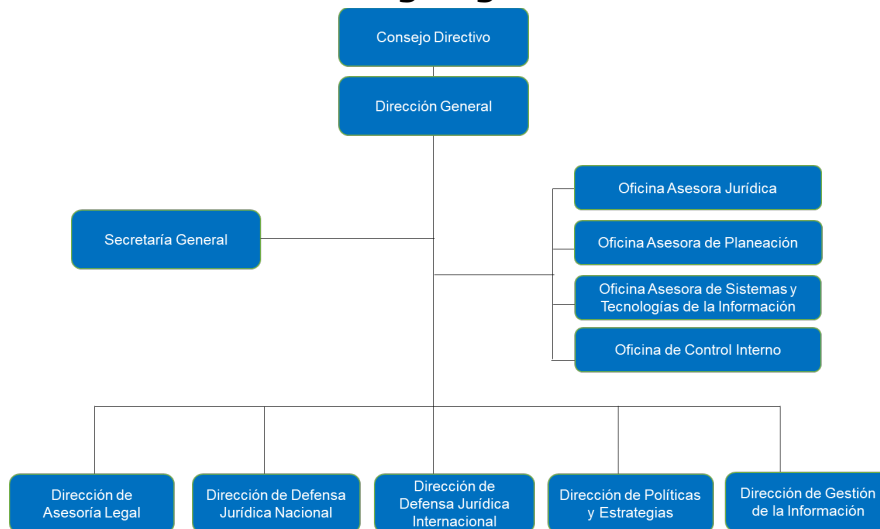 Consejo Directivo
Dirección General
Oficina Asesora Jurídica
Secretaría General
Oficina Asesora de Planeación
Oficina Asesora de Sistemas y
Tecnologías de la Información
Oficina de Control Interno
Dirección de
Asesoría Legal
Dirección de Defensa
Jurídica Nacional
Dirección de
Defensa Jurídica
Internacional
Dirección de Políticas
y Estrategias
Dirección de Gestión
de la Información